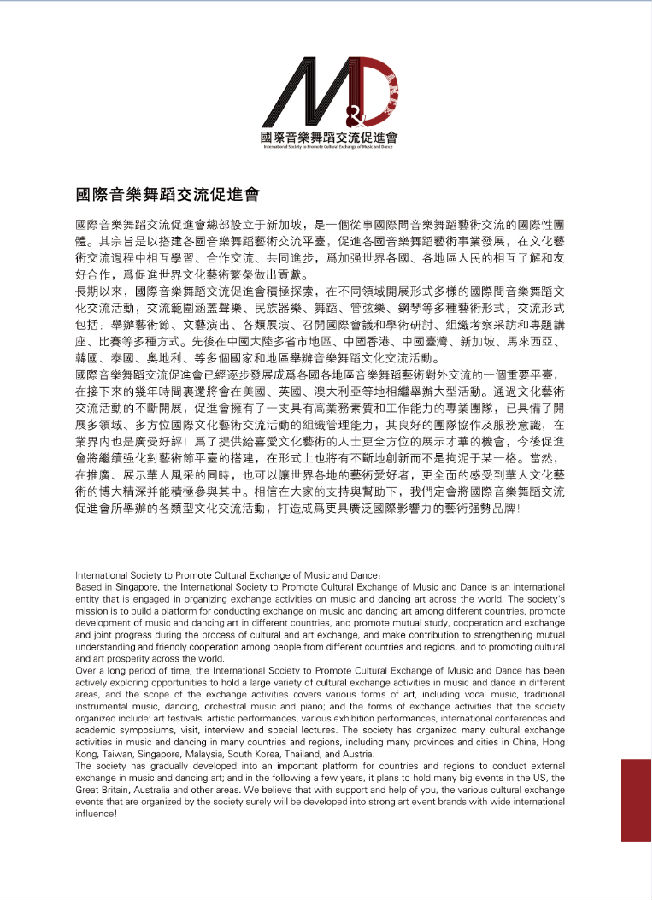 M&D
國際音樂舞蹈交流促進會
International Society to Promote Cultural Exchange of Music and Dance
國際音樂舞蹈交流促進會
國際音樂舞蹈交流促進會總部設立于新加坡，是一個從事國際間音樂舞蹈藝術交流的國際性團
體。其宗旨是以搭建各國音樂舞蹈藝術交流平臺，促進各國音樂舞蹈藝術事業發展，在文化藝
術交流過程中相互學習、合作交流、共同進步，爲加强世界各國、各地區人民的相互了解和友
好合作，爲促進世界文化藝術繁榮做出貢獻。
長期以來，國際音樂舞蹈交流促進會積極探索，在不同領域開展形式多樣的國際間音樂舞蹈文
化交流活動；交流範圍涵蓋聲樂、民族器樂、舞蹈、管弦樂、鋼琴等多種藝術形式，交流形式
包括：舉辦藝術節、文藝演出、各類展演、召開國際會議和學術研討、組織考察采訪和專題講
座、比賽等多種方式。先後在中國大陸多省市地區、中國香港、中國臺灣、新加坡、馬來西亞、
韓國、泰國、奧地利、等多個國家和地區舉辦音樂舞蹈文化交流活動。
國際音樂舞蹈交流促進會已經逐步發展成爲各國各地區音樂舞蹈藝術對外交流的一個重要平臺，
在接下來的幾年時間裏還將會在美國、英國、澳大利亞等地相繼舉辦大型活動。通過文化藝術
交流活動的不斷開展，促進會擁有了一支具有高業務素質和工作能力的專業團隊，已具備了開
展多領域、多方位國際文化藝術交流活動的組織管理能力，其良好的團隊協作及服務意識，在
業界内也是廣受好評！爲了提供給喜愛文化藝術的人士更全方位的展示才華的機會，今後促進
會將繼續强化對藝術節平臺的搭建，在形式上也將有不斷地創新而不是拘泥于某一格。當然，
在推廣、展示華人風采的同時，也可以讓世界各地的藝術愛好者，更全面的感受到華人文化藝
術的博大精深并能積極參與其中。相信在大家的支持與幫助下，我們定會將國際音樂舞蹈交流
促進會所舉辦的各類型文化交流活動，打造成爲更具廣泛國際影響力的藝術强勢品牌！
International Society to Promote Cultural Exchange of Music and Dance:
Based in Singapore, the International Society to Promote Cultural Exchange of Music and Dance is an international
entity that is engaged in organizing exchange activities on music and dancing art across the world. The society's
mission is to build a platform for conducting exchange on music and dancing art among different countries, promote
development of music and dancing art in different countries, and promote mutual study, cooperation and exchange
and joint progress during the process of cultural and art exchange, and make contribution to strengthening mutual
understanding and friendly cooperation among people from different countries and regions, and to promoting cultural
and art prosperity across the world.
Over a long period of time, the International Society to Promote Cultural Exchange of Music and Dance has been
actively exploring opportunities to hold a large variety of cultural exchange activities in music and dance in different
areas, and the scope of the exchange activities covers various forms of art, including vocal music, traditional
instrumental music, dancing, orchestral music and piano; and the forms of exchange activities that the society
organized include: art festivals, artistic performances, various exhibition performances, international conferences and
academic symposiums, visit, interview and special lectures. The society has organized many cultural exchange
activities in music and dancing in many countries and regions, including many provinces and cities in China, Hong
Kong, Taiwan, Singapore, Malaysia, South Korea, Thailand, and Austria.
The society has gradually developed into an important platform for countries and regions to conduct external
exchange in music and dancing art; and in the following a few years, it plans to hold many big events in the US, the
Great Britain, Australia and other areas. We believe that with support and help of you, the various cultural exchange
events that are organized by the society surely will be developed into strong art event brands with wide international
influence!